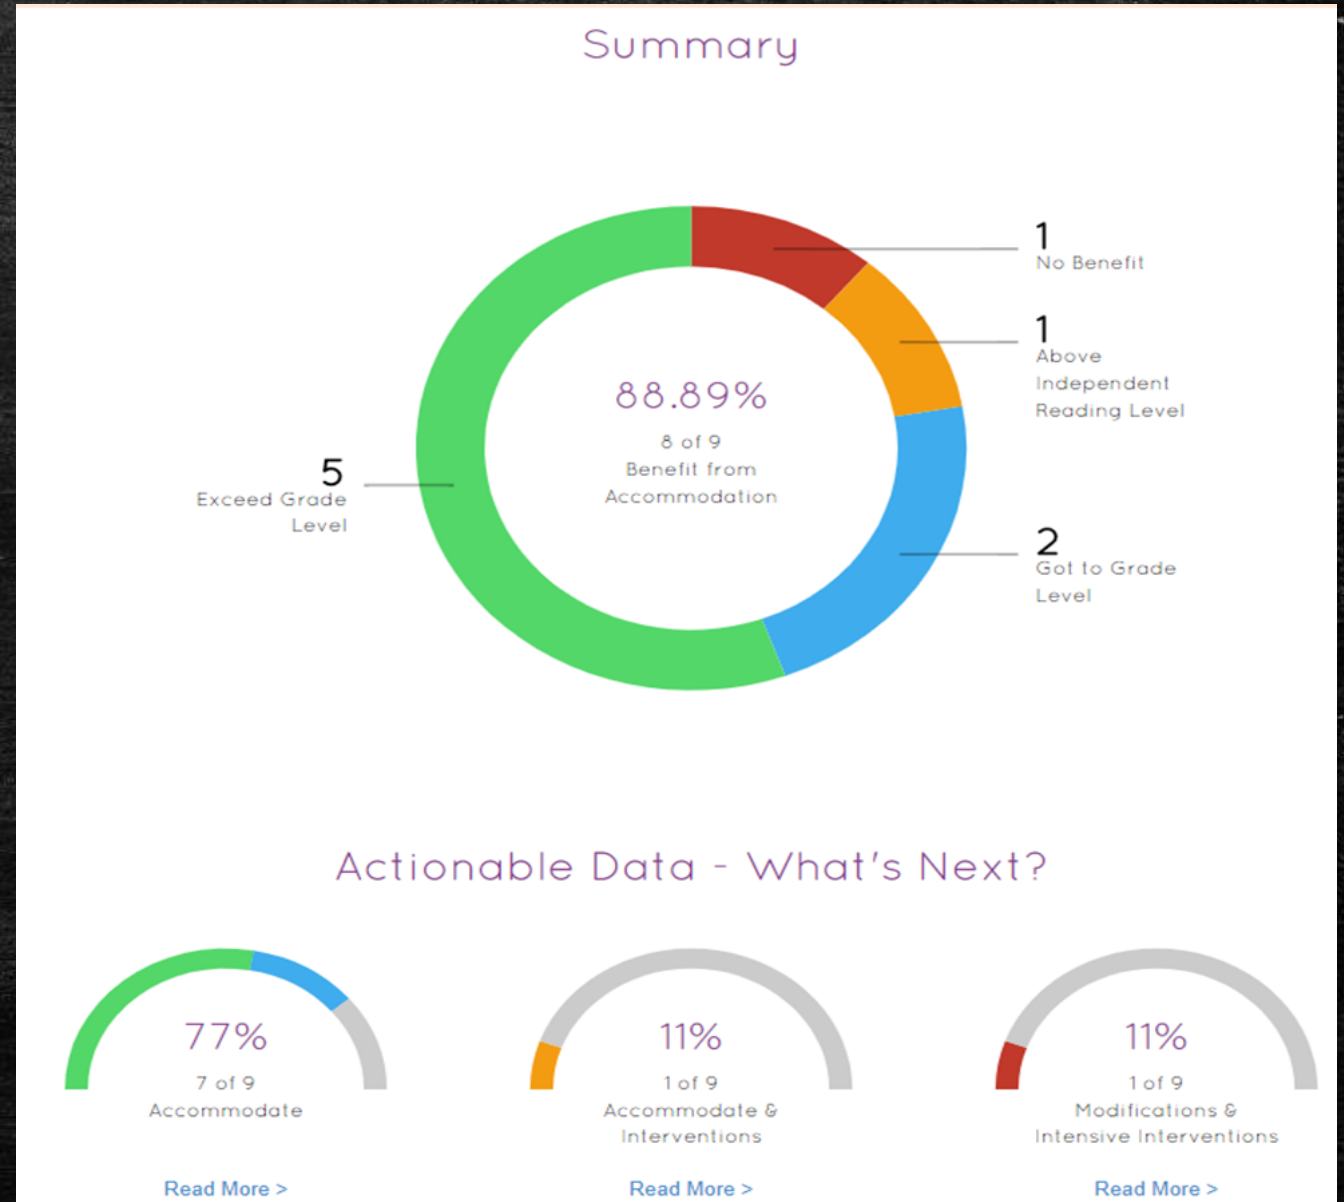 Summary
1
No Benefit
1
Above
Independent
Reading Level
88.89%
8 of 9
Benefit from
Accommodation
5
Exceed Grade
Level
2
Got to Grade
Level
Actionable Data - What's Next?
77%
7 of 9
Accommodate
Read More >
11%
1 of 9
Accommodate &
Interventions
Read More >
11%
1 of 9
Modifications &
Intensive Interventions
Read More >